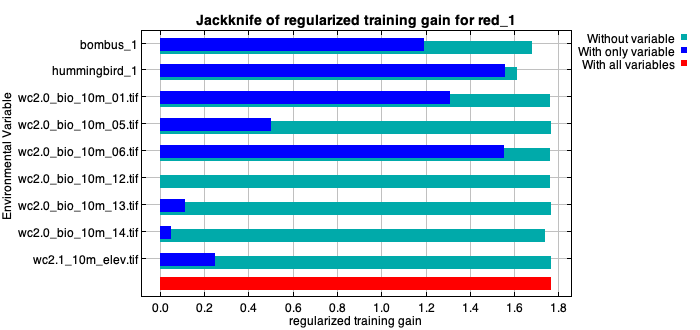 Jackknife of regularized training gain for red_1
Without variable
With only variable
With all variables
Environmental Variable
bombus_1
hummingbird_1
wc2.0_bio_10m_01.tif
wc2.0_bio_10m_05.tif
wc2.0_bio_10m_06.tif
wc2.0_bio_10m_12.tif
wc2.0_bio_10m_13.tif
wc2.0_bio_10m_14.tif
wc2.1_10m_elev.tif
0.0 0.2 0.4 0.6 0.8 1.0 1.2 1.4 1.6 1.8
regularized training gain